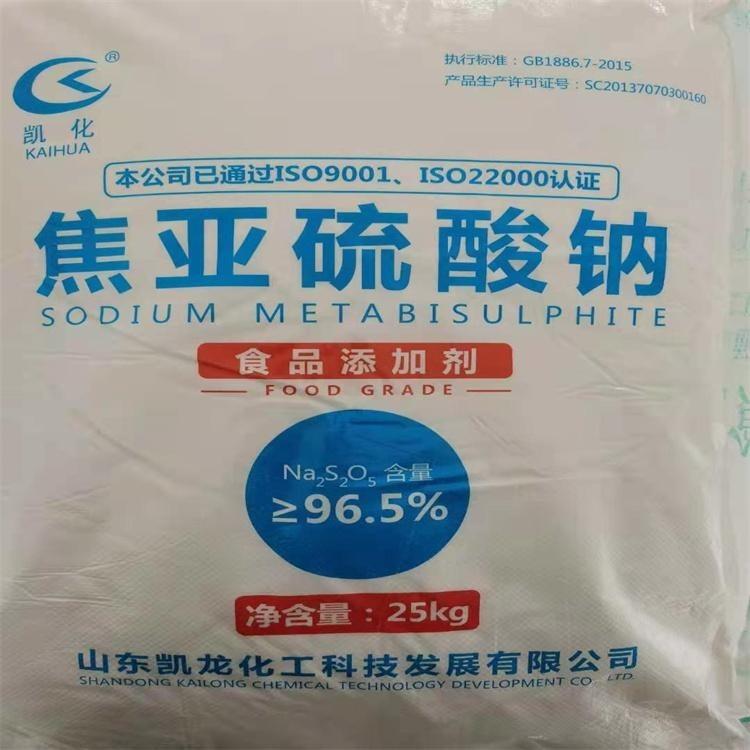 执行标准：GB1886.7-2015
产品生产许可证号：SC20137070300160
®
凯化
KAIHUA
本公司已通过ISO9001、ISO22000认证
焦亚硫酸钠
SODIUM METABISULPHITE
食品添加剂
FOOD GRADE
Na₂S₂O₅ 含量
≥96.5%
净含量：25kg
山东凯龙化工科技发展有限公司
SHANDONG KAILONG CHEMICAL TECHNOLOGY DEVELOPMENT CO., LTD.